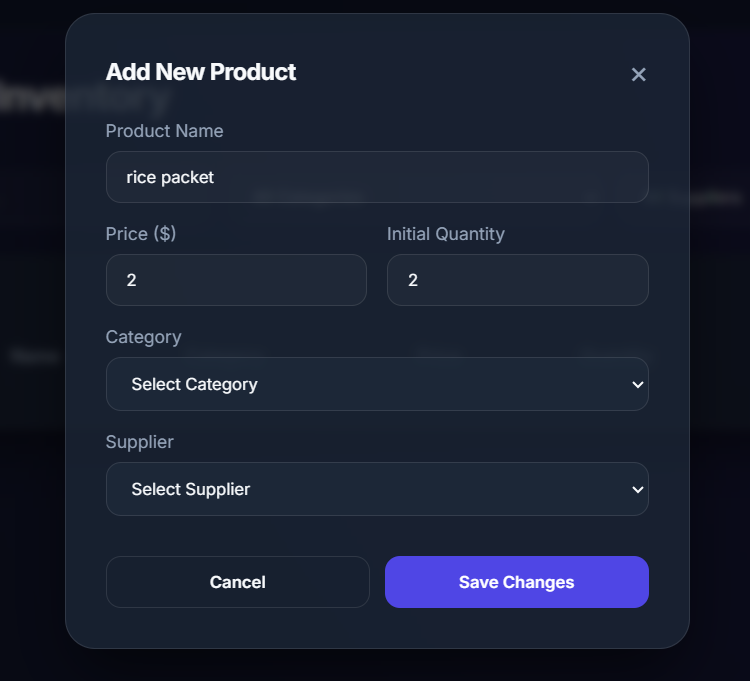 Inventory
Add New Product
×
Product Name
rice packet
Price ($) Initial Quantity
2 2
Category
Select Category
Supplier
Select Supplier
Cancel Save Changes